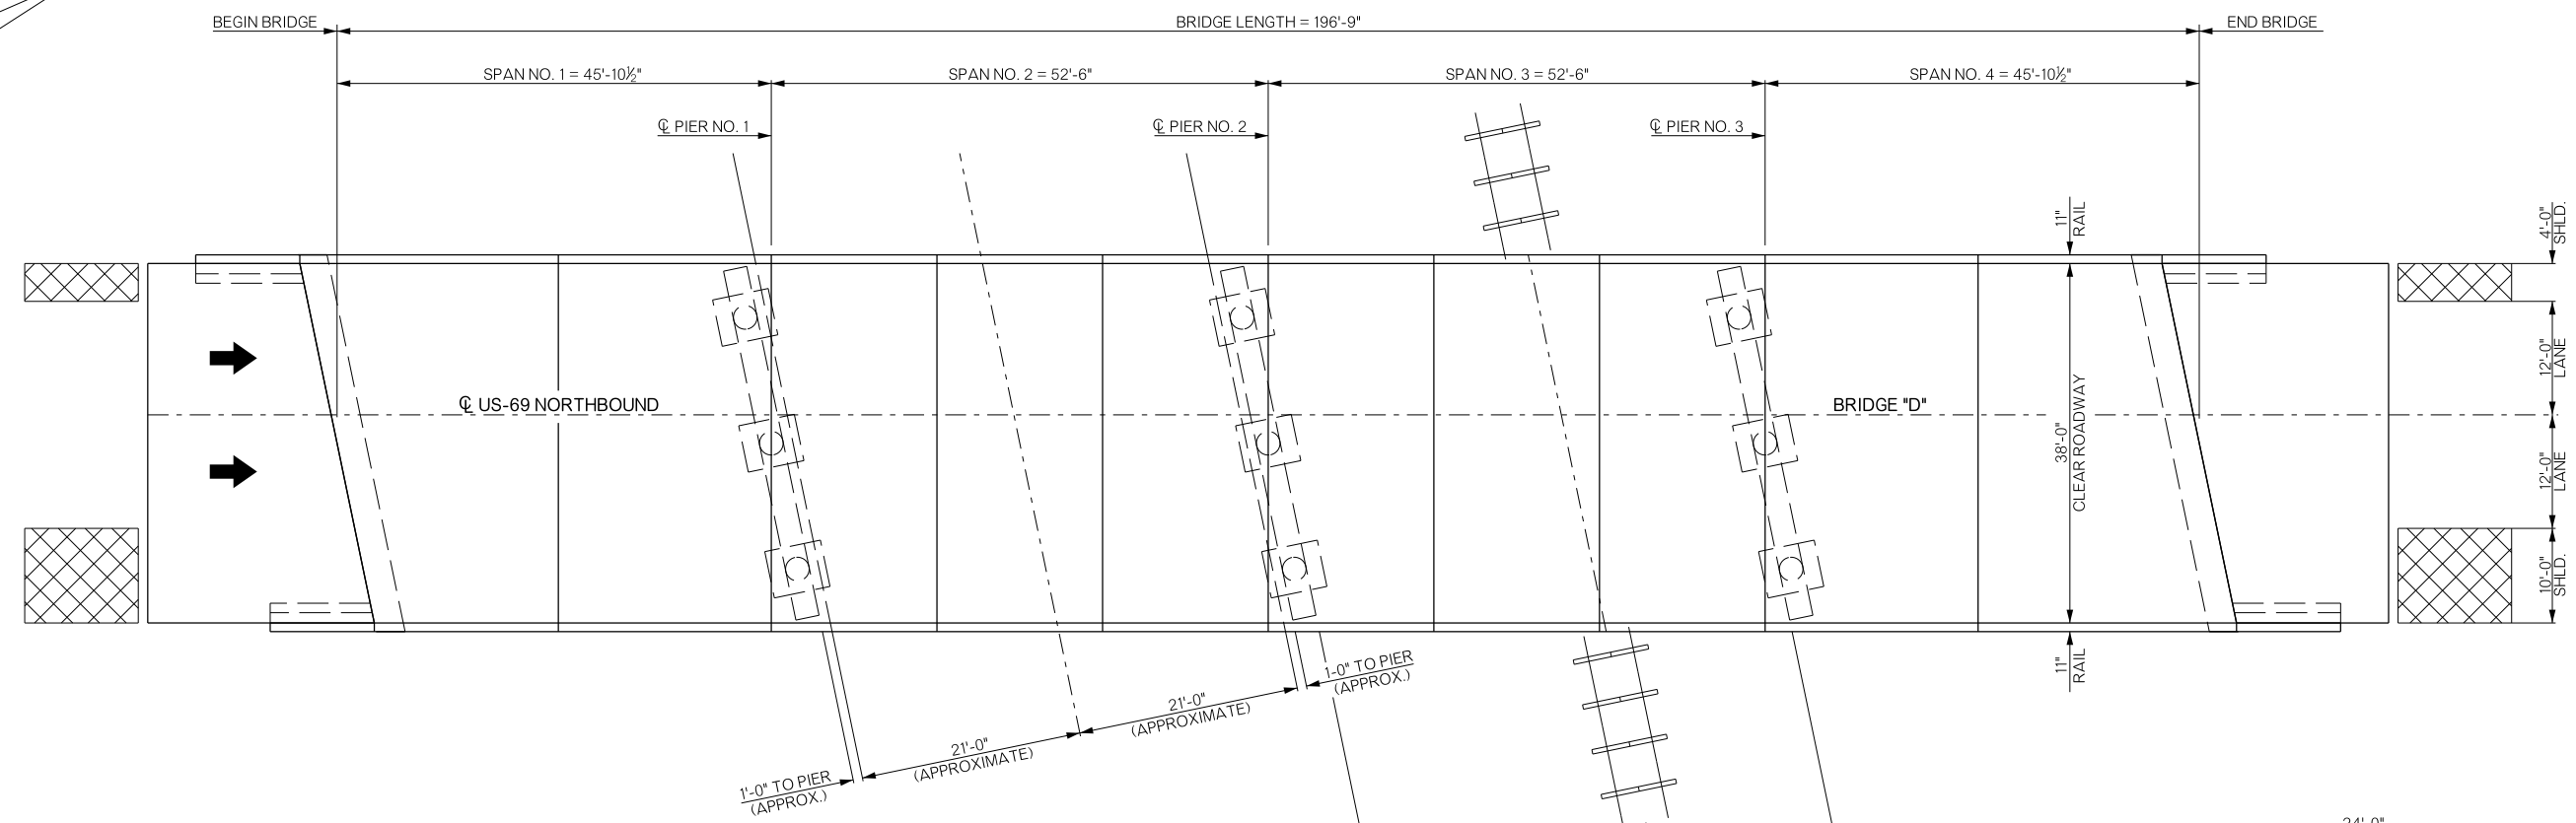 BEGIN BRIDGE
BRIDGE LENGTH = 196'-9"
END BRIDGE
SPAN NO. 1 = 45'-10½"
SPAN NO. 2 = 52'-6"
SPAN NO. 3 = 52'-6"
SPAN NO. 4 = 45'-10½"
℄ PIER NO. 1
℄ PIER NO. 2
℄ PIER NO. 3
11"
RAIL
4'-0"
SHLD.
12'-0"
LANE
℄ US-69 NORTHBOUND
BRIDGE "D"
38'-0"
CLEAR ROADWAY
12'-0"
LANE
10'-0"
SHLD.
11"
RAIL
1-0" TO PIER
(APPROX.)
21'-0"
(APPROXIMATE)
21'-0"
(APPROXIMATE)
1'-0" TO PIER
(APPROX.)